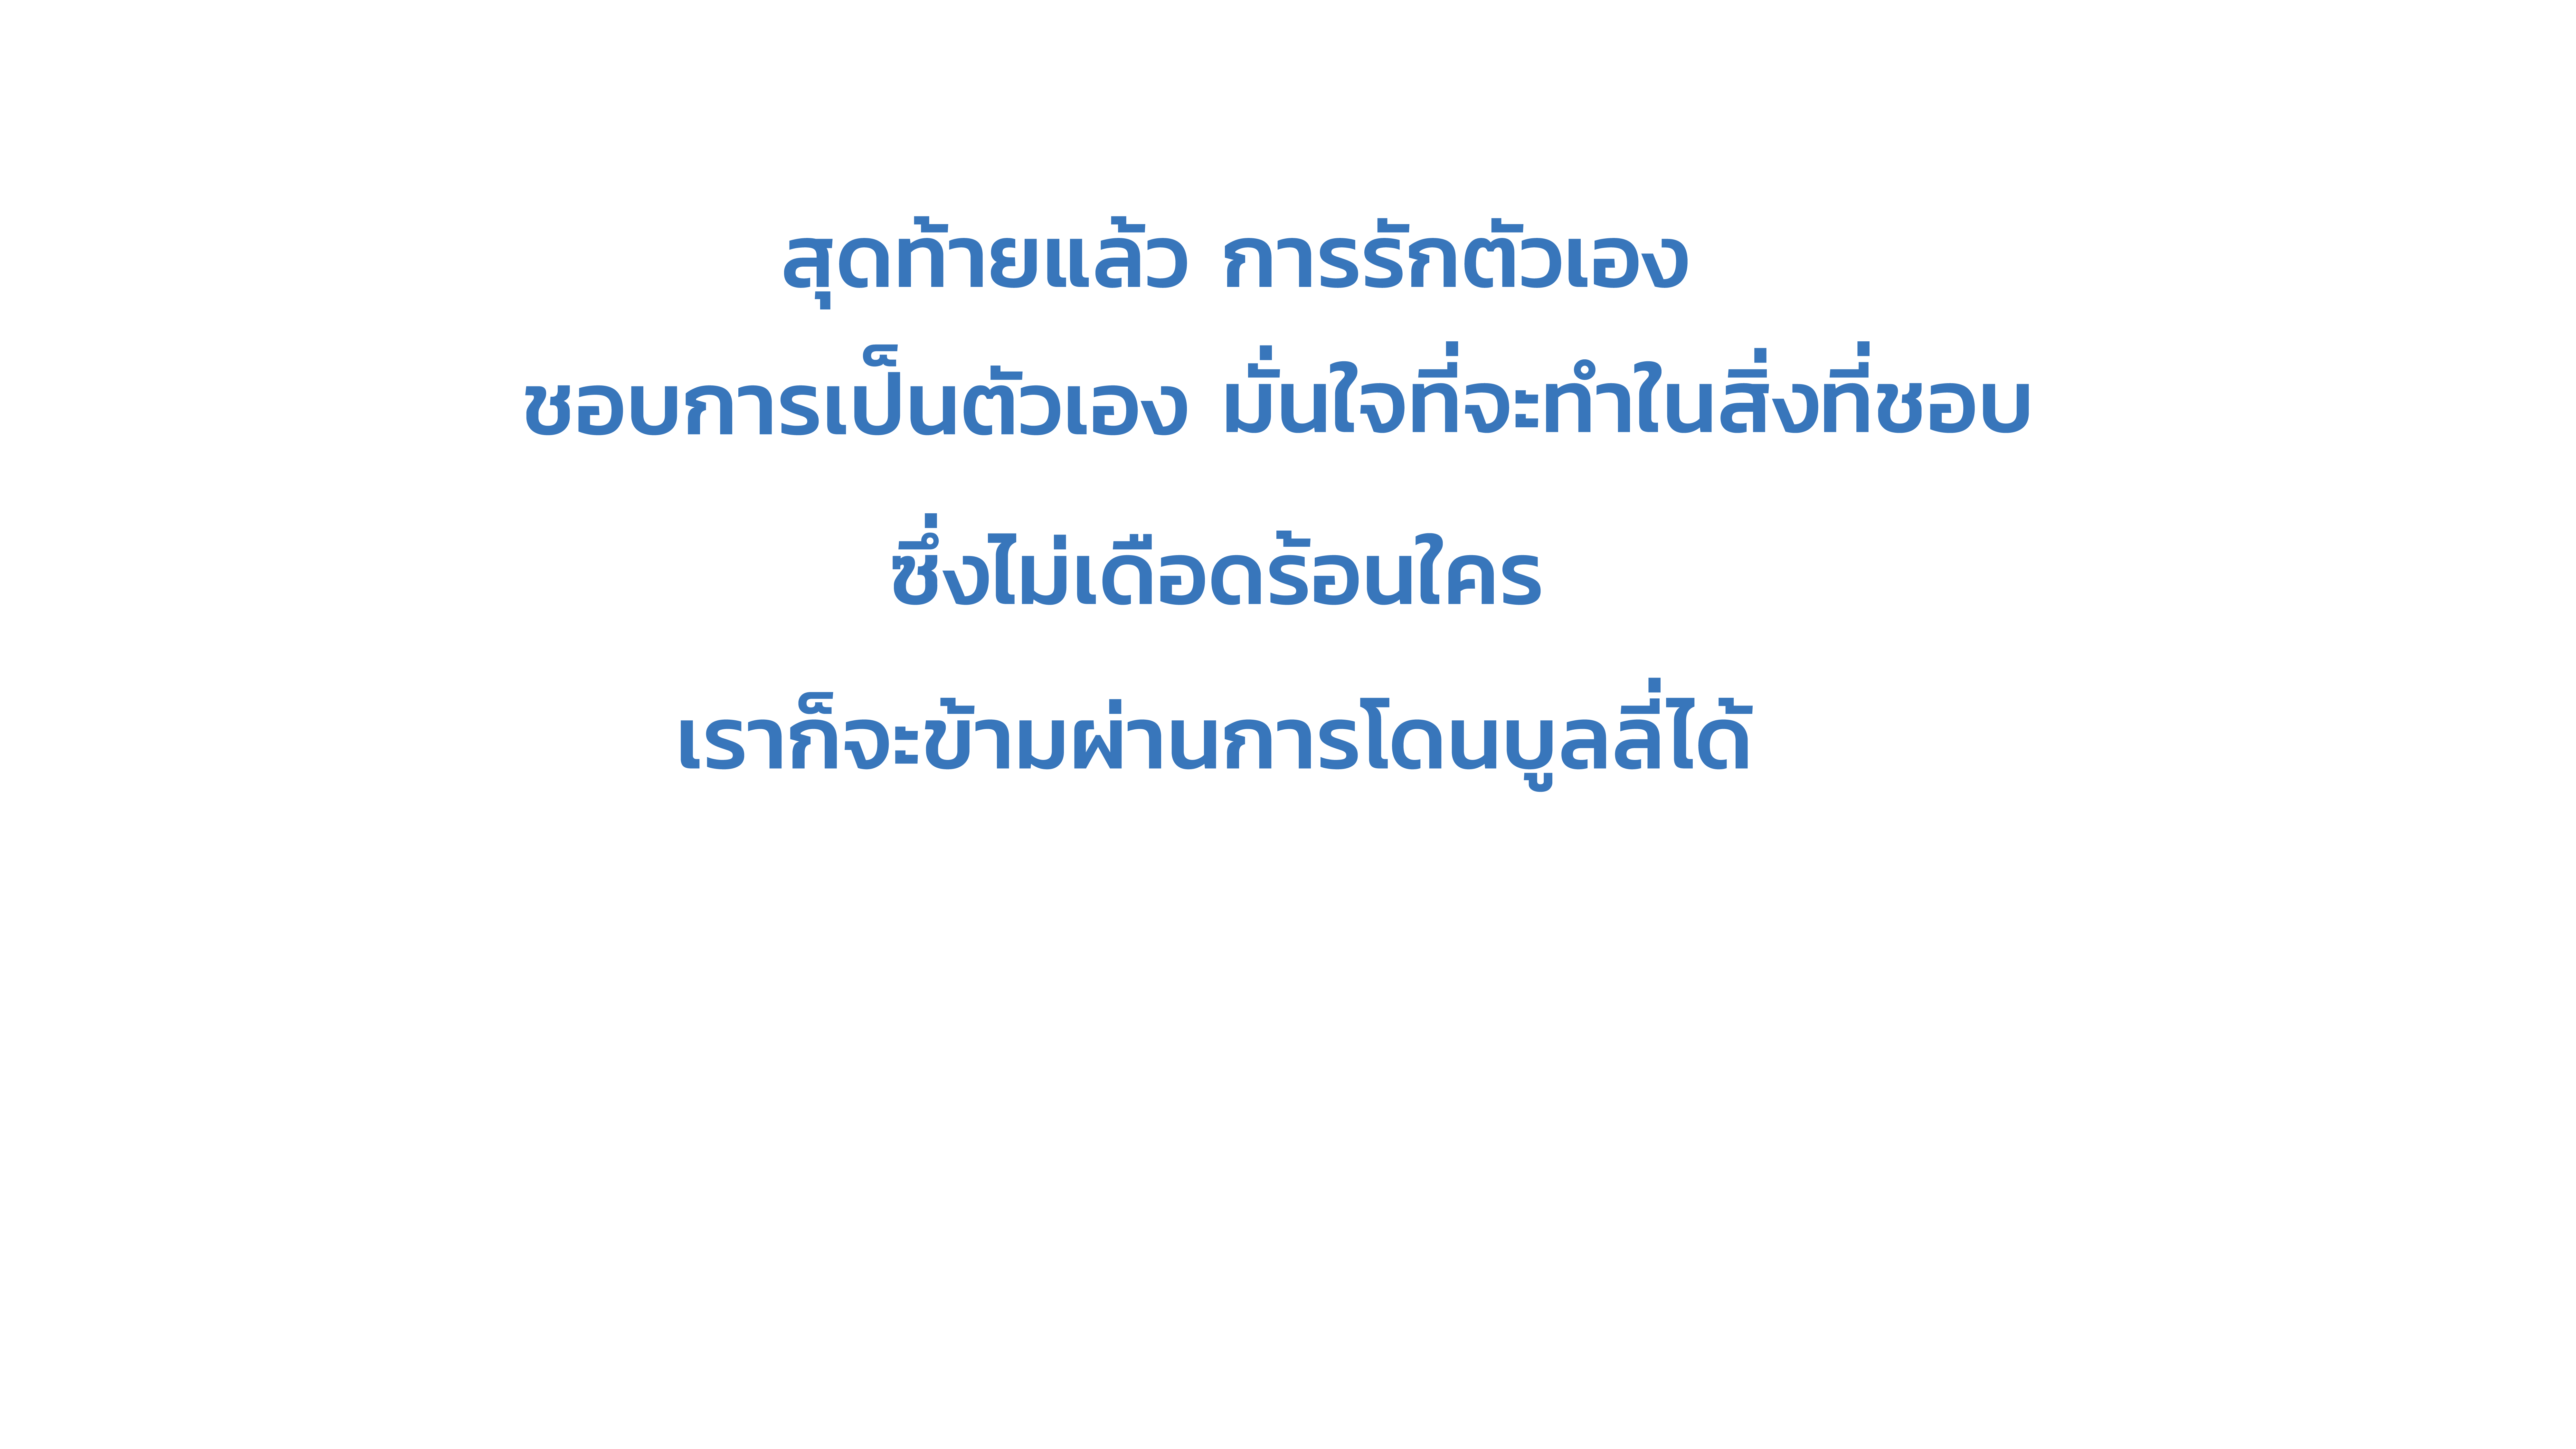 สุดท้ายแล้ว การรักตัวเอง
ชอบการเป็นตัวเอง มั่นใจที่จะทำในสิ่งที่ชอบ
ซึ่งไม่เดือดร้อนใคร
เราก็จะข้ามผ่านการโดนบูลลี่ได้